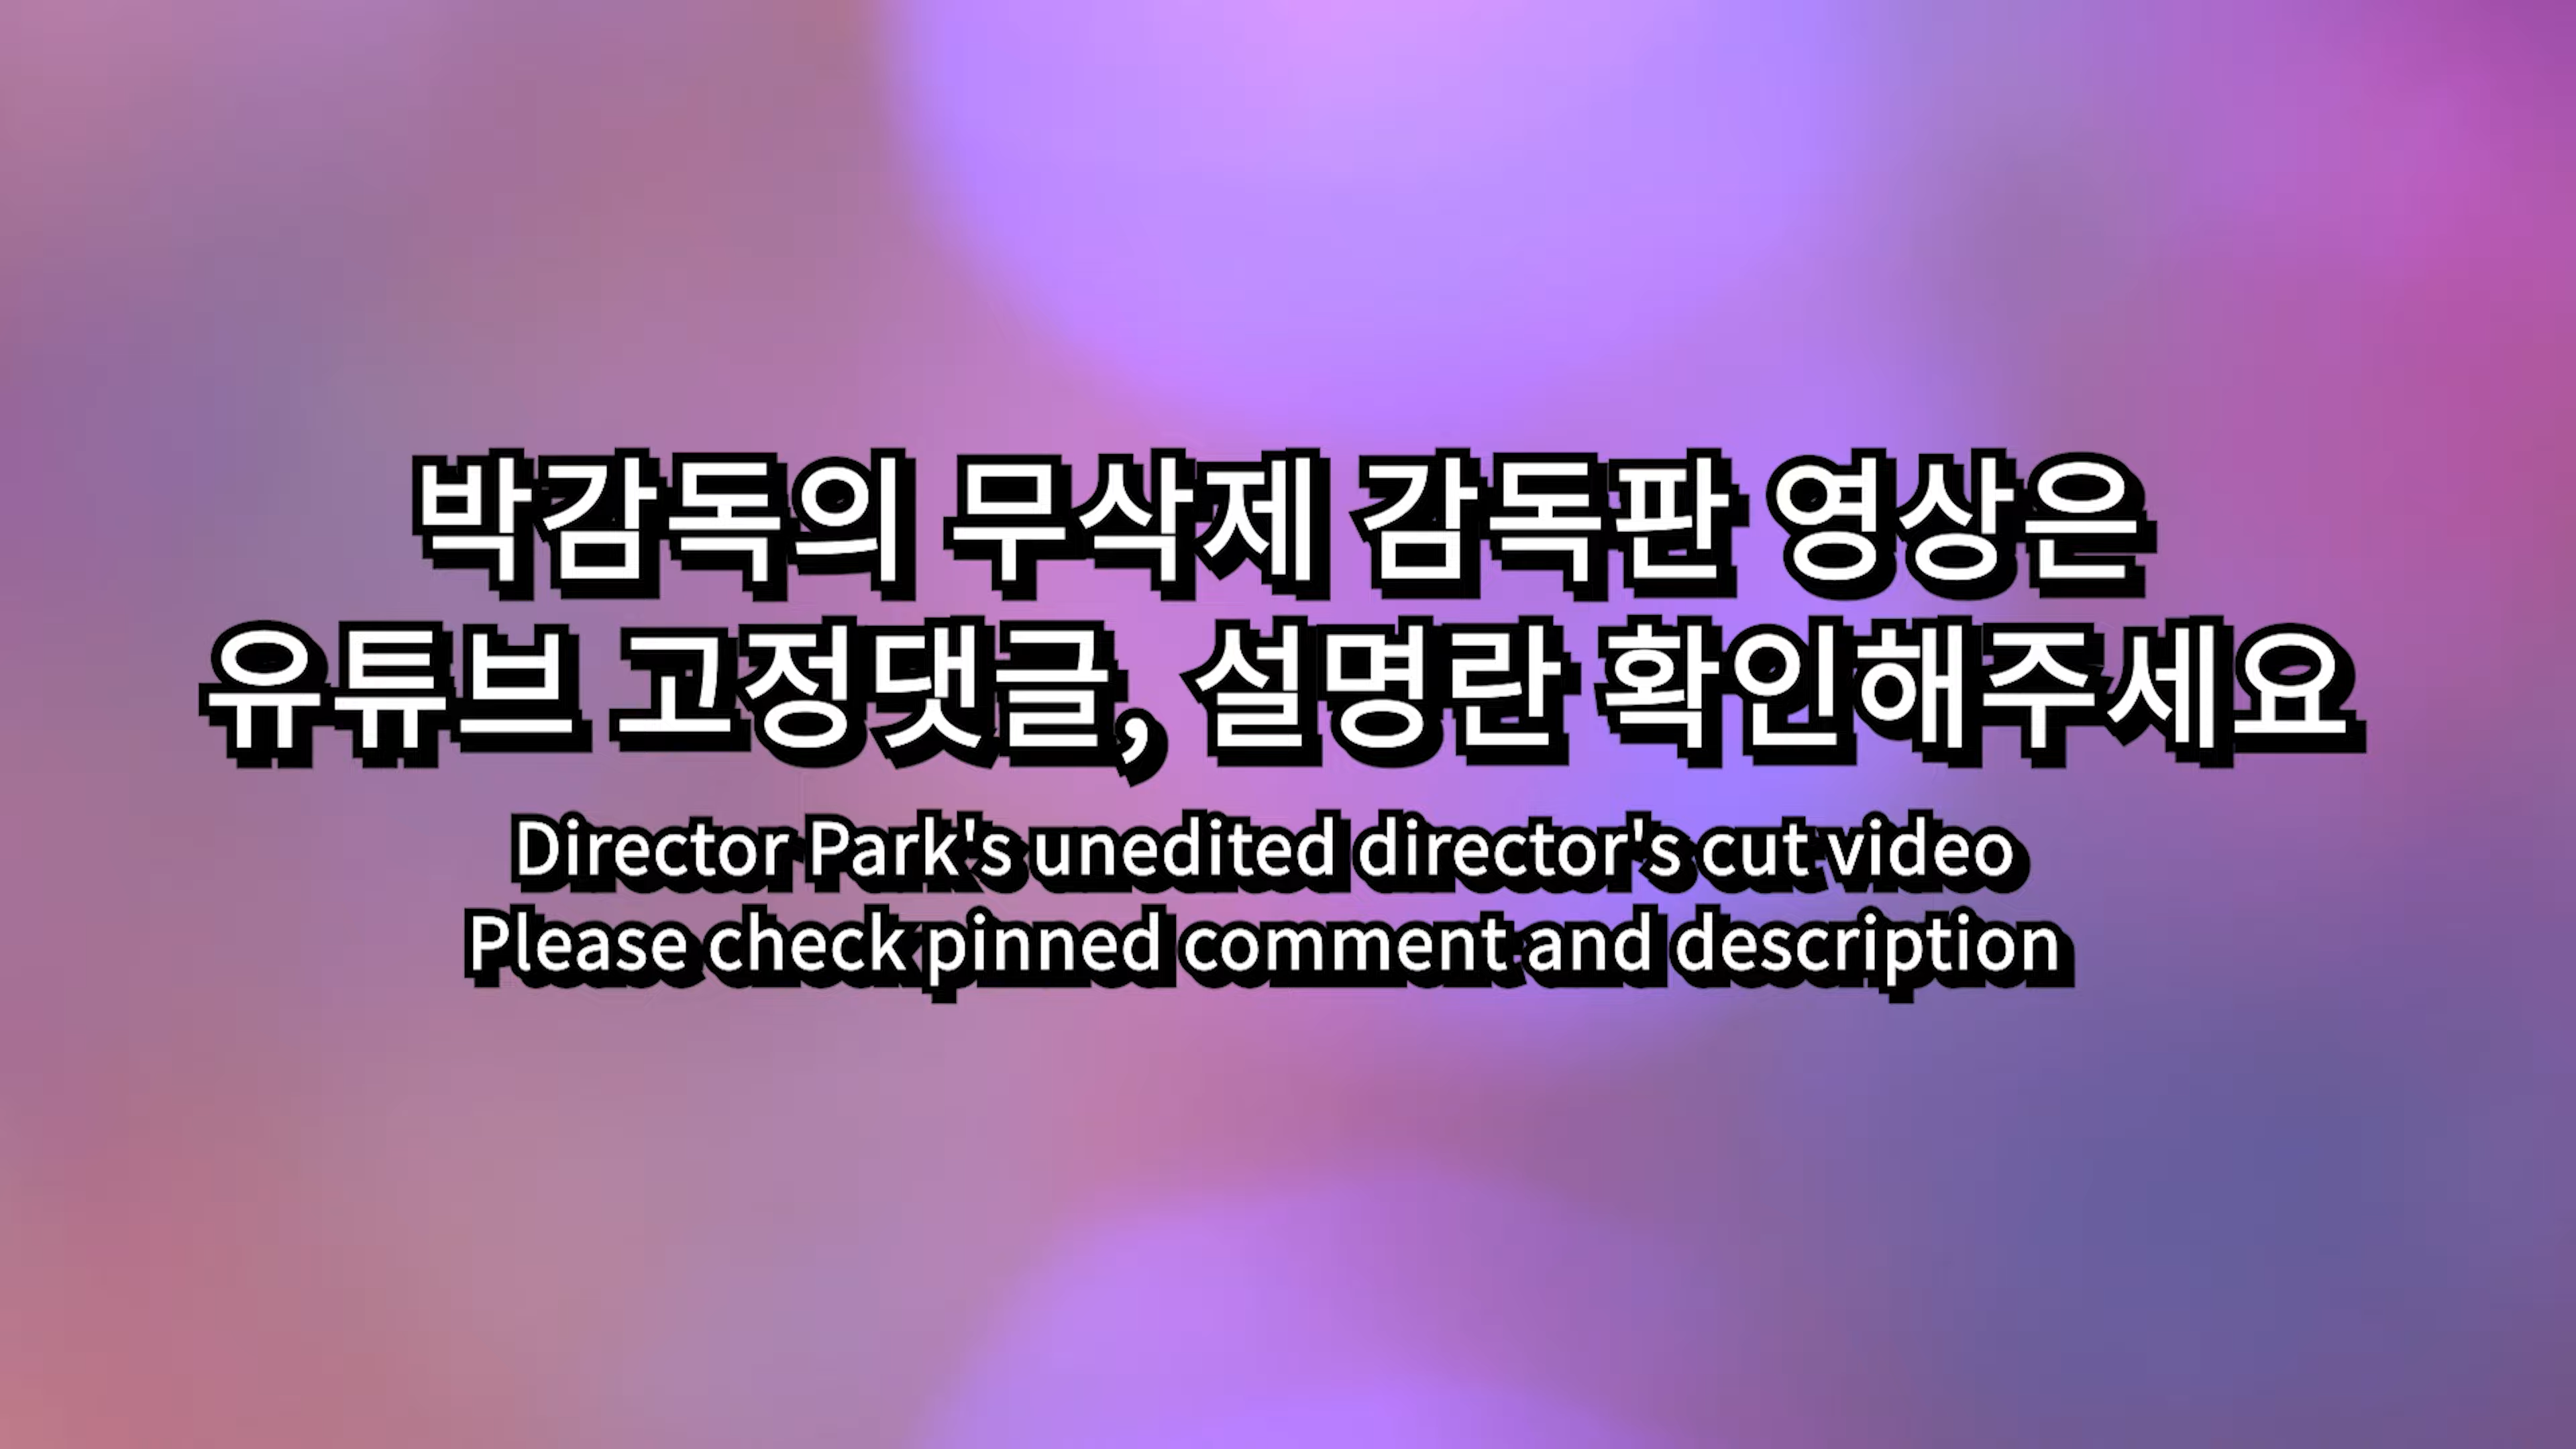 박감독의 무삭제 감독판 영상은
유튜브 고정댓글, 설명란 확인해주세요
Director Park's unedited director's cut video
Please check pinned comment and description